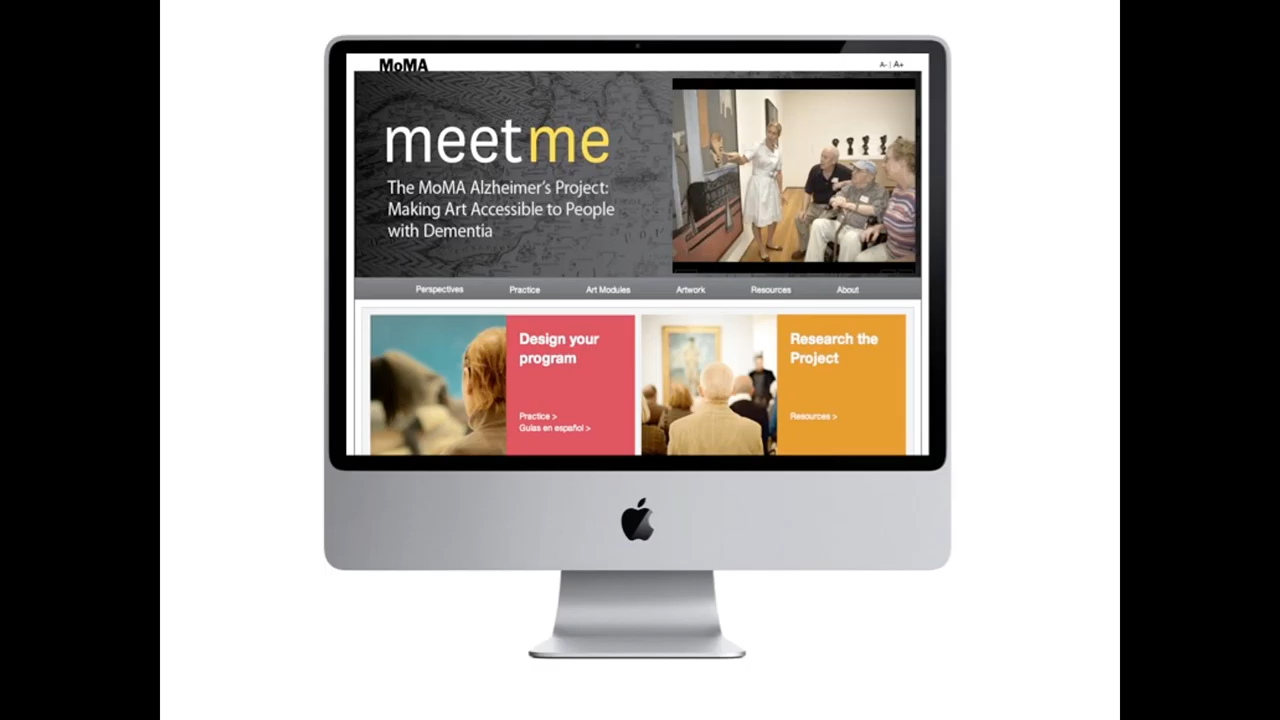 MoMA
A- | A+
meetme
The MoMA Alzheimer's Project:
Making Art Accessible to People
with Dementia
Perspectives Practice Art Modules Artwork Resources About
Design your
program
Practice >
Guías en español >
Research the
Project
Resources >